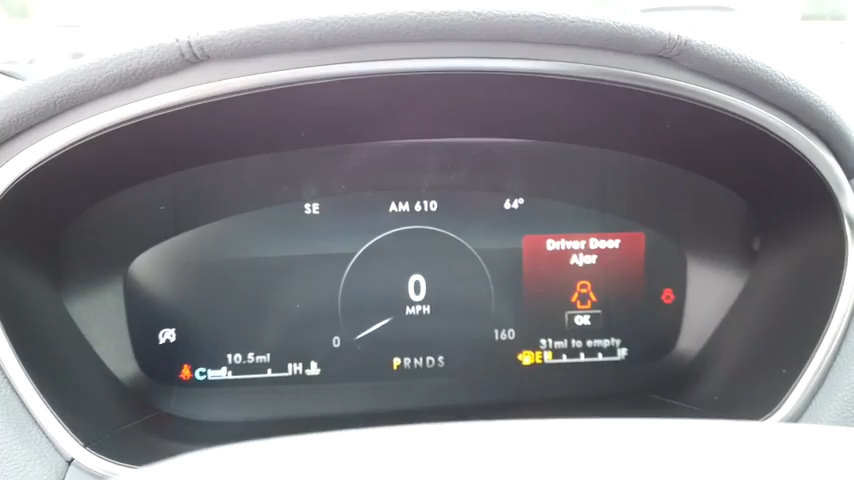 SE AM 610 64°
Driver Door
Ajar
0
MPH
OK
0 160
10.5mi 31mi to empty
C H PRNDS E F